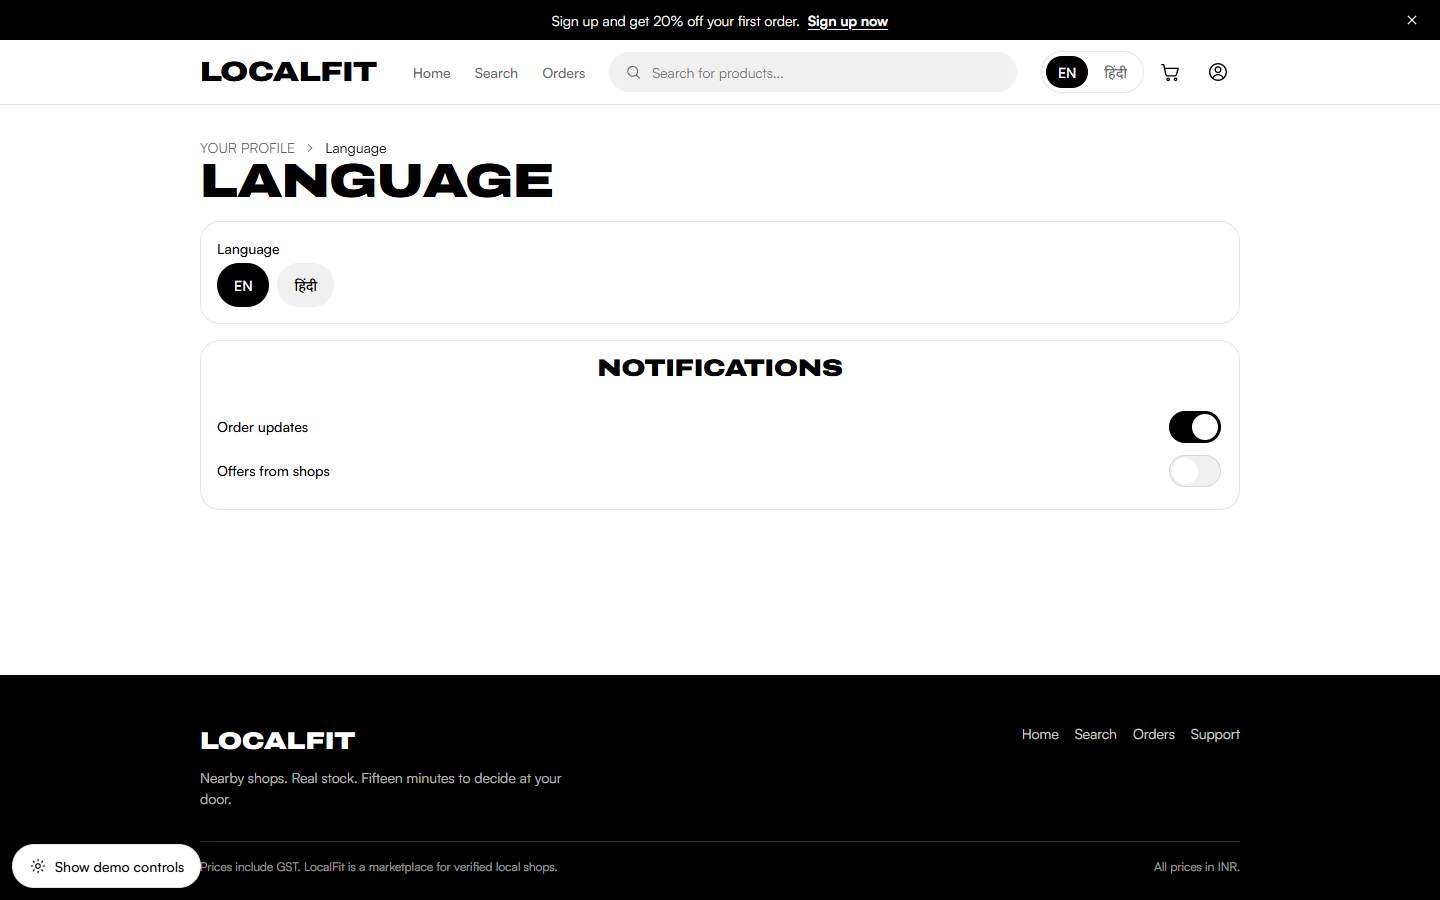 Sign up and get 20% off your first order. Sign up now
LOCALFIT
Home Search Orders
Search for products...
EN हिंदी
YOUR PROFILE > Language
LANGUAGE
Language
EN हिंदी
NOTIFICATIONS
Order updates
Offers from shops
LOCALFIT
Home Search Orders Support
Nearby shops. Real stock. Fifteen minutes to decide at your
door.
Show demo controls
Prices include GST. LocalFit is a marketplace for verified local shops.
All prices in INR.